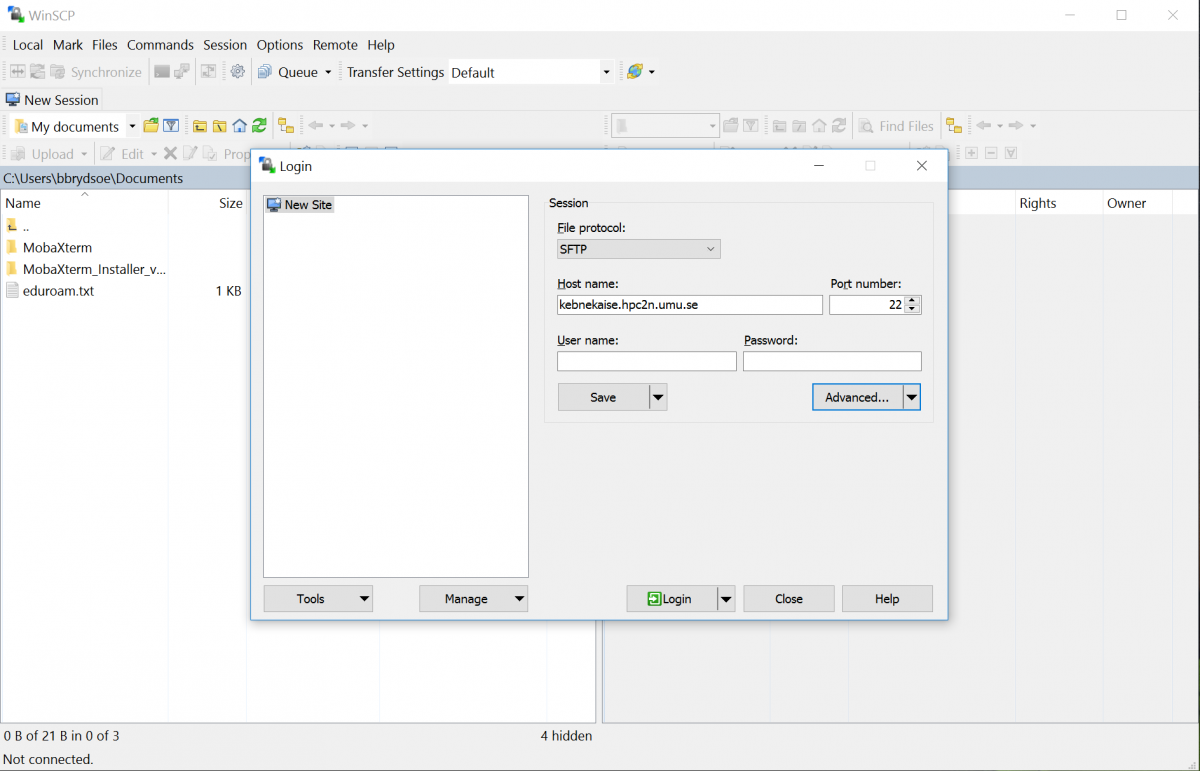 WinSCP
Local Mark Files Commands Session Options Remote Help
Synchronize Queue Transfer Settings Default
New Session
My documents Find Files
Upload Edit
C:\Users\bbrydsoe\Documents
Name Size Rights Owner
..
MobaXterm
MobaXterm_Installer_v...
eduroam.txt 1 KB
Login
New Site
Session
File protocol:
SFTP
Host name: Port number:
kebnekaise.hpc2n.umu.se 22
User name: Password:
Save Advanced...
Tools Manage Login Close Help
0 B of 21 B in 0 of 3 4 hidden
Not connected.